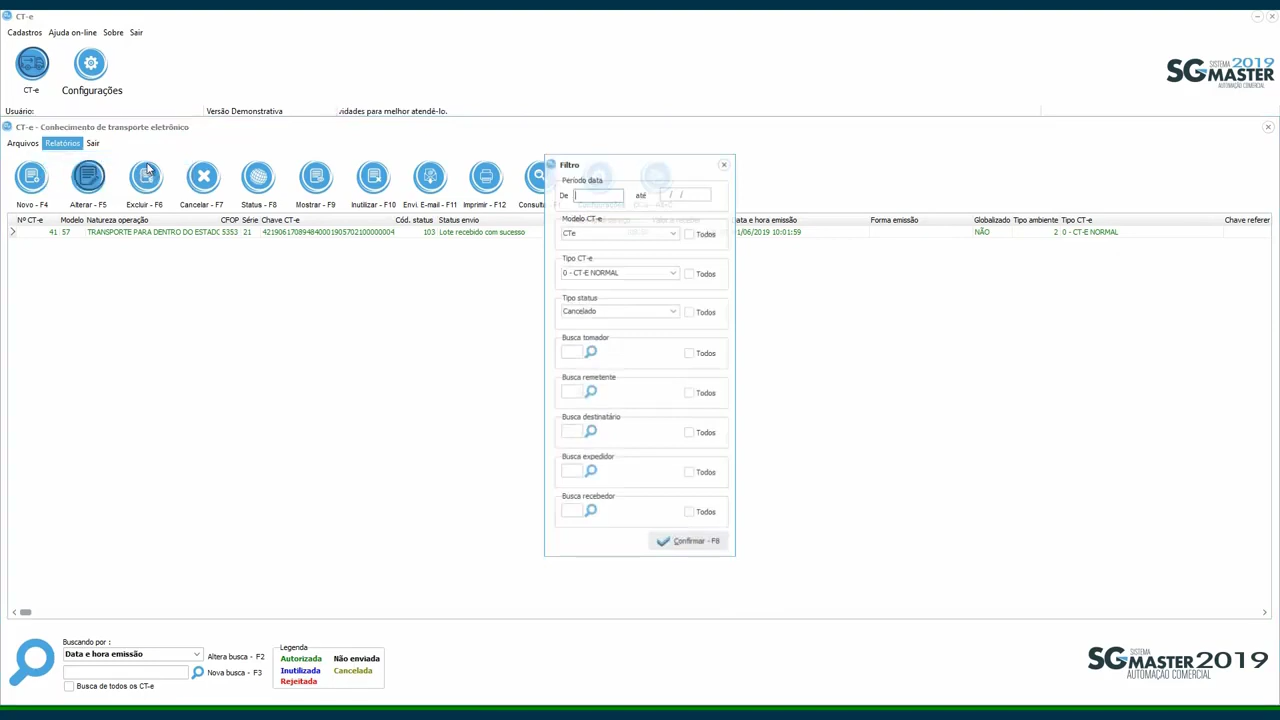 CT-e
Cadastros Ajuda on-line Sobre Sair
CT-e Configurações
SISTEMA 2019
SGMASTER
AUTOMAÇÃO COMERCIAL
Usuário: Versão Demonstrativa vidades para melhor atendê-lo.
CT-e - Conhecimento de transporte eletrônico
Arquivos Relatórios Sair
Novo - F4 Alterar - F5 Excluir - F6 Cancelar - F7 Status - F8 Mostrar - F9 Inutilizar - F10 Envi. E-mail - F11 Imprimir - F12 Consulta
Nº CT-e Modelo Natureza operação CFOP Série Chave CT-e Cód. status Status envio Data e hora emissão Forma emissão Globalizado Tipo ambiente Tipo CT-e Chave referer
41 57 TRANSPORTE PARA DENTRO DO ESTADO 5353 21 103 Lote recebido com sucesso 1/06/2019 10:01:59 NÃO 2 0 - CT-E NORMAL
Filtro
Período data
De até / /
Modelo CT-e
CTe Todos
Tipo CT-e
0 - CT-E NORMAL Todos
Tipo status
Cancelado Todos
Busca tomador
Todos
Busca remetente
Todos
Busca destinatário
Todos
Busca expedidor
Todos
Busca recebedor
Todos
Confirmar - F8
Buscando por :
Data e hora emissão Altera busca - F2
Nova busca - F3
Busca de todos os CT-e
Legenda
Autorizada Não enviada
Inutilizada Cancelada
Rejeitada
SISTEMA
SGMASTER2019
AUTOMAÇÃO COMERCIAL